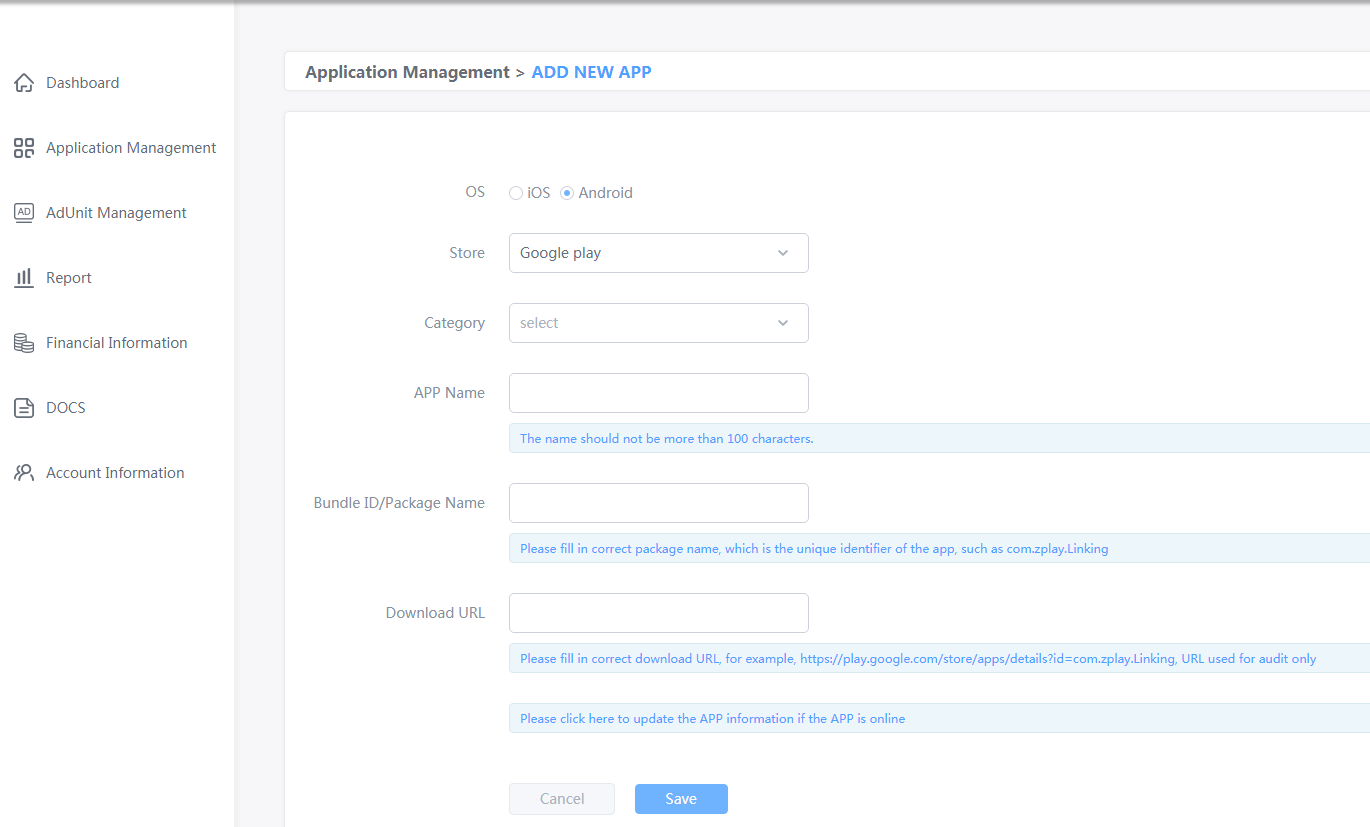 Dashboard
Application Management
AdUnit Management
Report
Financial Information
DOCS
Account Information
Application Management > ADD NEW APP
OS iOS Android
Store Google play
Category select
APP Name
The name should not be more than 100 characters.
Bundle ID/Package Name
Please fill in correct package name, which is the unique identifier of the app, such as com.zplay.Linking
Download URL
Please fill in correct download URL, for example, https://play.google.com/store/apps/details?id=com.zplay.Linking, URL used for audit only
Please click here to update the APP information if the APP is online
Cancel Save